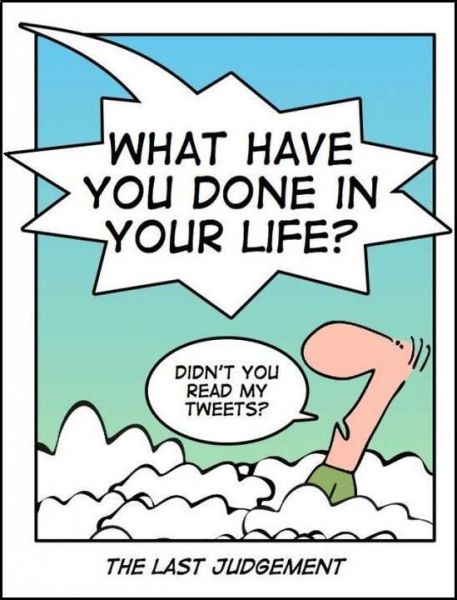 WHAT HAVE
YOU DONE IN
YOUR LIFE?
DIDN'T YOU
READ MY
TWEETS?
THE LAST JUDGEMENT